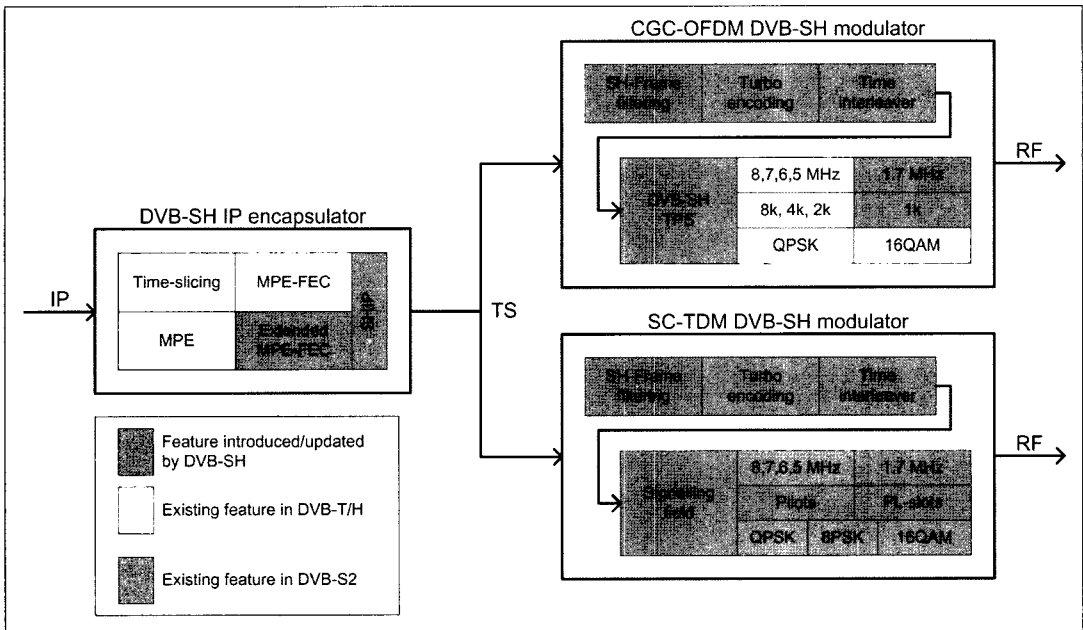 CGC-OFDM DVB-SH modulator
SH-Frame
filtering
Turbo
encoding
Time
interleaver
DVB-SH
TPS
8,7,6,5 MHz
1.7 MHz
8k, 4k, 2k
1k
QPSK
16QAM
RF
DVB-SH IP encapsulator
IP
Time-slicing
MPE-FEC
MPE
Extended
MPE-FEC
SHIP
TS
SC-TDM DVB-SH modulator
SH-Frame
filtering
Turbo
encoding
Time
interleaver
Signalling
field
8,7,6,5 MHz
1.7 MHz
Pilots
PL-slots
QPSK
8PSK
16QAM
RF
Feature introduced/updated
by DVB-SH
Existing feature in DVB-T/H
Existing feature in DVB-S2